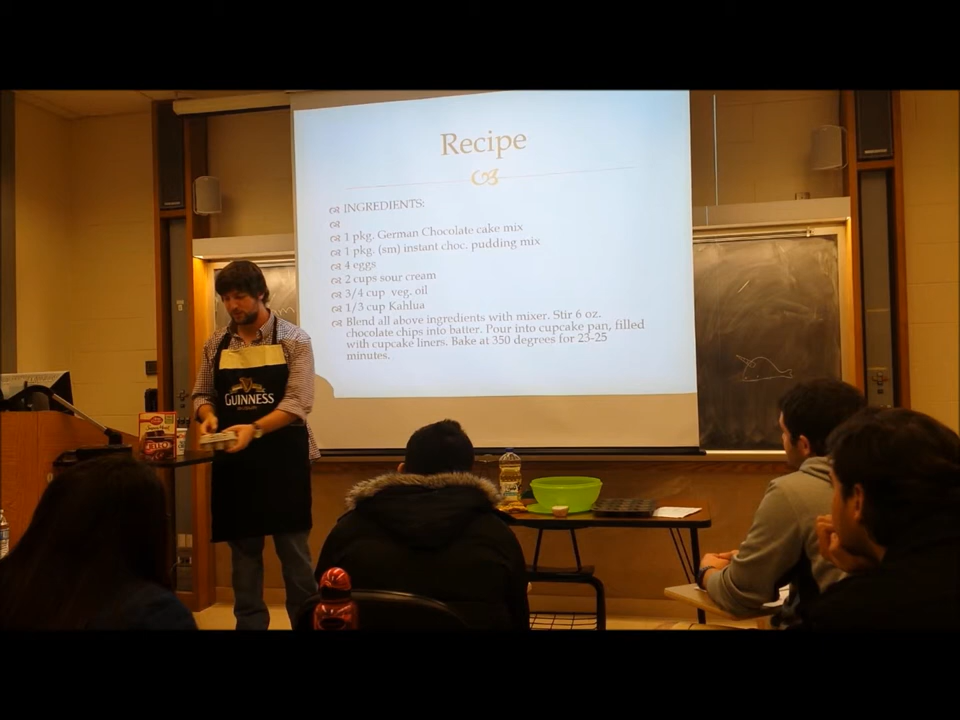 Recipe
INGREDIENTS:
1 pkg. German Chocolate cake mix
1 pkg. (sm) instant choc. pudding mix
4 eggs
2 cups sour cream
3/4 cup veg. oil
1/3 cup Kahlua
Blend all above ingredients with mixer. Stir 6 oz.
chocolate chips into batter. Pour into cupcake pan, filled
with cupcake liners. Bake at 350 degrees for 23-25
minutes.
GUINNESS
JELLO